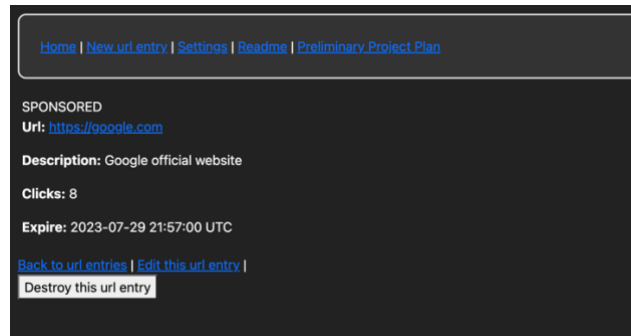 Home | New url entry | Settings | Readme | Preliminary Project Plan
SPONSORED
Url: https://google.com
Description: Google official website
Clicks: 8
Expire: 2023-07-29 21:57:00 UTC
Back to url entries | Edit this url entry |
Destroy this url entry